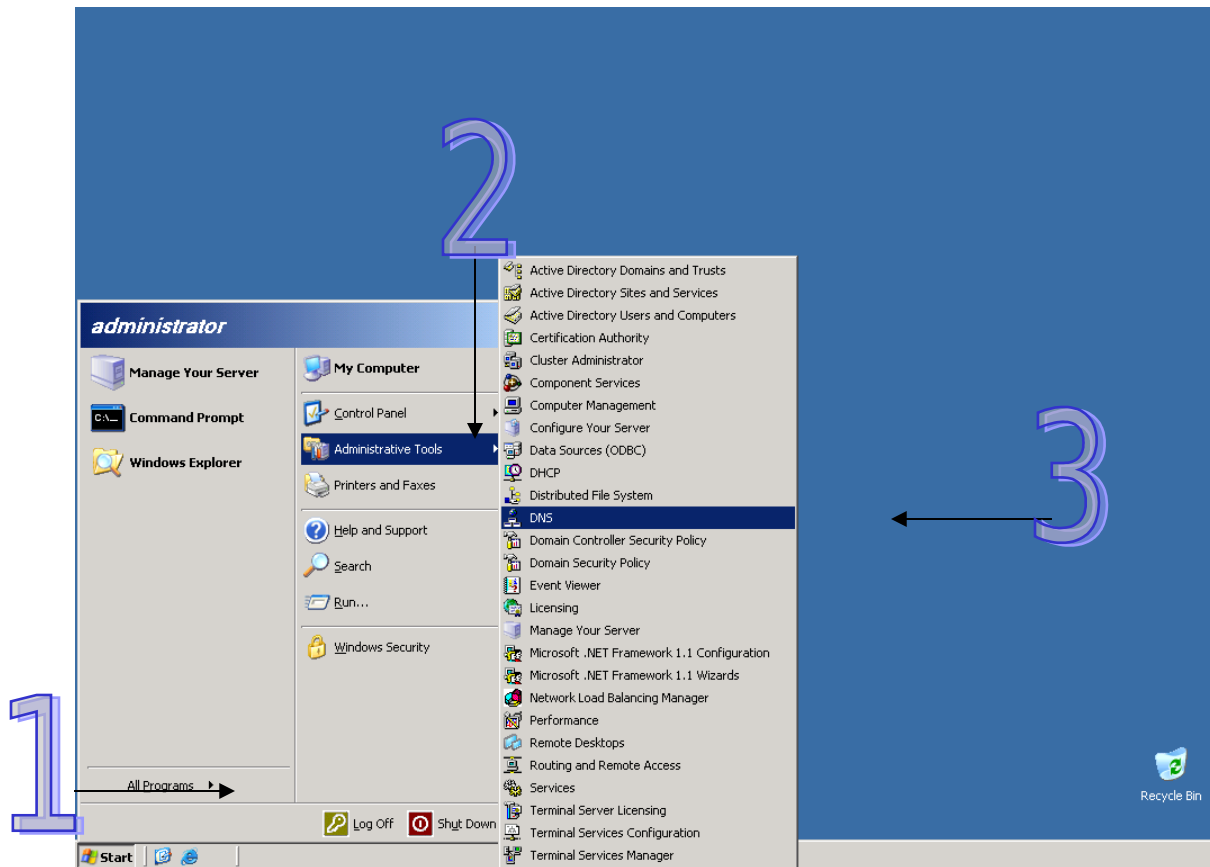 2
administrator
Manage Your Server
Command Prompt
Windows Explorer
All Programs
My Computer
Control Panel
Administrative Tools
Printers and Faxes
Help and Support
Search
Run...
Windows Security
Log Off
Shut Down
Active Directory Domains and Trusts
Active Directory Sites and Services
Active Directory Users and Computers
Certification Authority
Cluster Administrator
Component Services
Computer Management
Configure Your Server
Data Sources (ODBC)
DHCP
Distributed File System
DNS
Domain Controller Security Policy
Domain Security Policy
Event Viewer
Licensing
Manage Your Server
Microsoft .NET Framework 1.1 Configuration
Microsoft .NET Framework 1.1 Wizards
Network Load Balancing Manager
Performance
Remote Desktops
Routing and Remote Access
Services
Terminal Server Licensing
Terminal Services Configuration
Terminal Services Manager
3
1
Recycle Bin
Start
C:\_